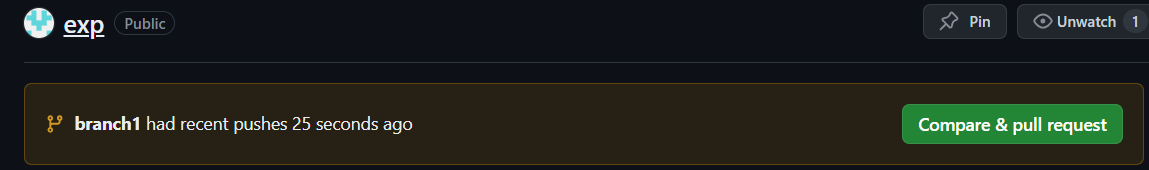 exp Public Pin Unwatch 1
branch1 had recent pushes 25 seconds ago Compare & pull request